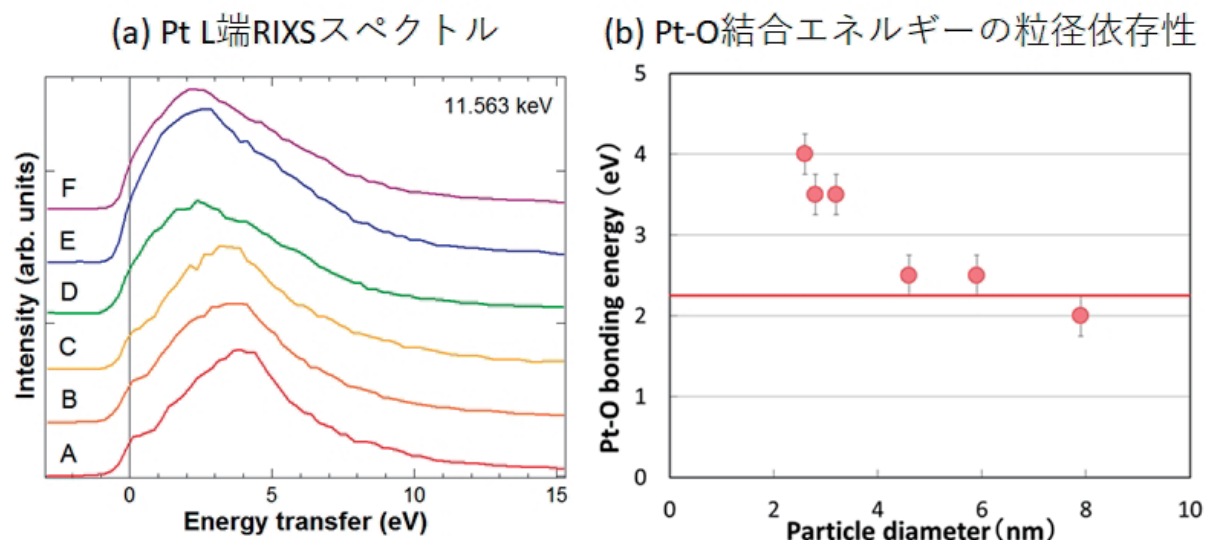 (a) Pt L端RIXSスペクトル
11.563 keV
F
E
D
C
B
A
Intensity (arb. units)
0
5
10
15
Energy transfer (eV)
(b) Pt-O結合エネルギーの粒径依存性
5
4
3
2
1
0
Pt-O bonding energy (eV)
0
2
4
6
8
10
Particle diameter(nm)